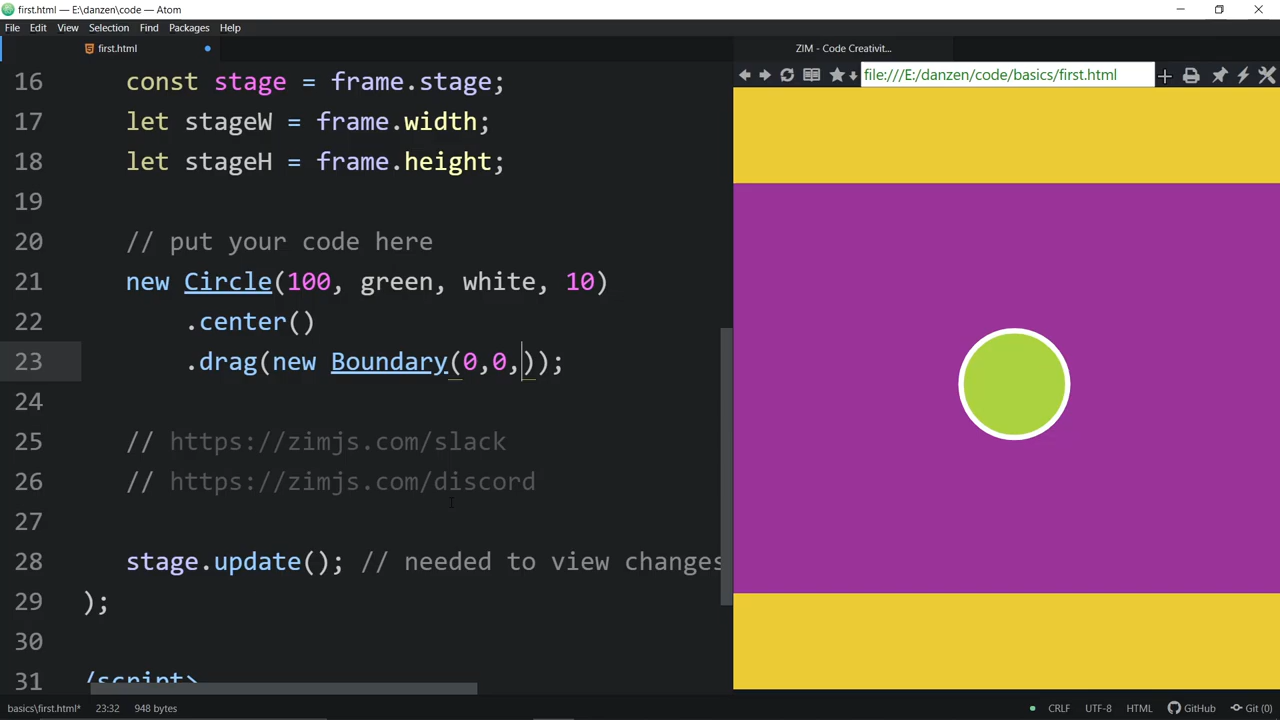 first.html — E:\danzen\code — Atom
File Edit View Selection Find Packages Help
first.html
ZIM - Code Creativit...
file:///E:/danzen/code/basics/first.html
16 const stage = frame.stage;
17 let stageW = frame.width;
18 let stageH = frame.height;
19
20 // put your code here
21 new Circle(100, green, white, 10)
22 .center()
23 .drag(new Boundary(0,0,));
24
25 // https://zimjs.com/slack
26 // https://zimjs.com/discord
27
28 stage.update(); // needed to view changes
29 );
30
31 /script>
basics\first.html* 23:32 948 bytes CRLF UTF-8 HTML GitHub Git (0)